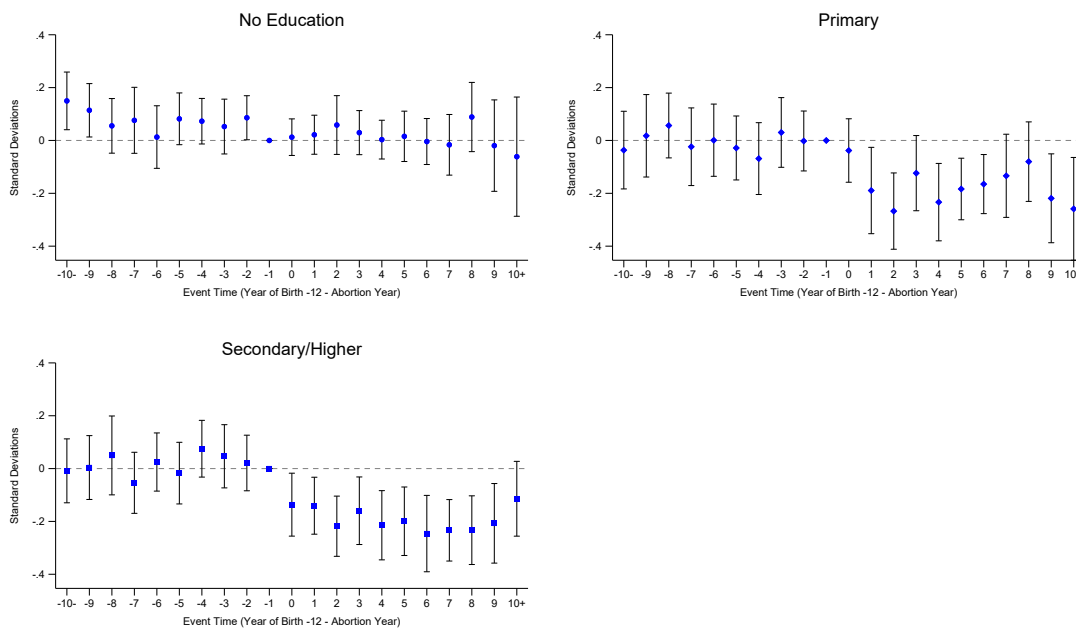 No Education
.4
.2
0
-.2
-.4
Standard Deviations
-10- -9 -8 -7 -6 -5 -4 -3 -2 -1 0 1 2 3 4 5 6 7 8 9 10+
Event Time (Year of Birth -12 - Abortion Year)
Primary
.4
.2
0
-.2
-.4
Standard Deviations
-10- -9 -8 -7 -6 -5 -4 -3 -2 -1 0 1 2 3 4 5 6 7 8 9 10
Event Time (Year of Birth -12 - Abortion Year)
Secondary/Higher
.4
.2
0
-.2
-.4
Standard Deviations
-10- -9 -8 -7 -6 -5 -4 -3 -2 -1 0 1 2 3 4 5 6 7 8 9 10+
Event Time (Year of Birth -12 - Abortion Year)